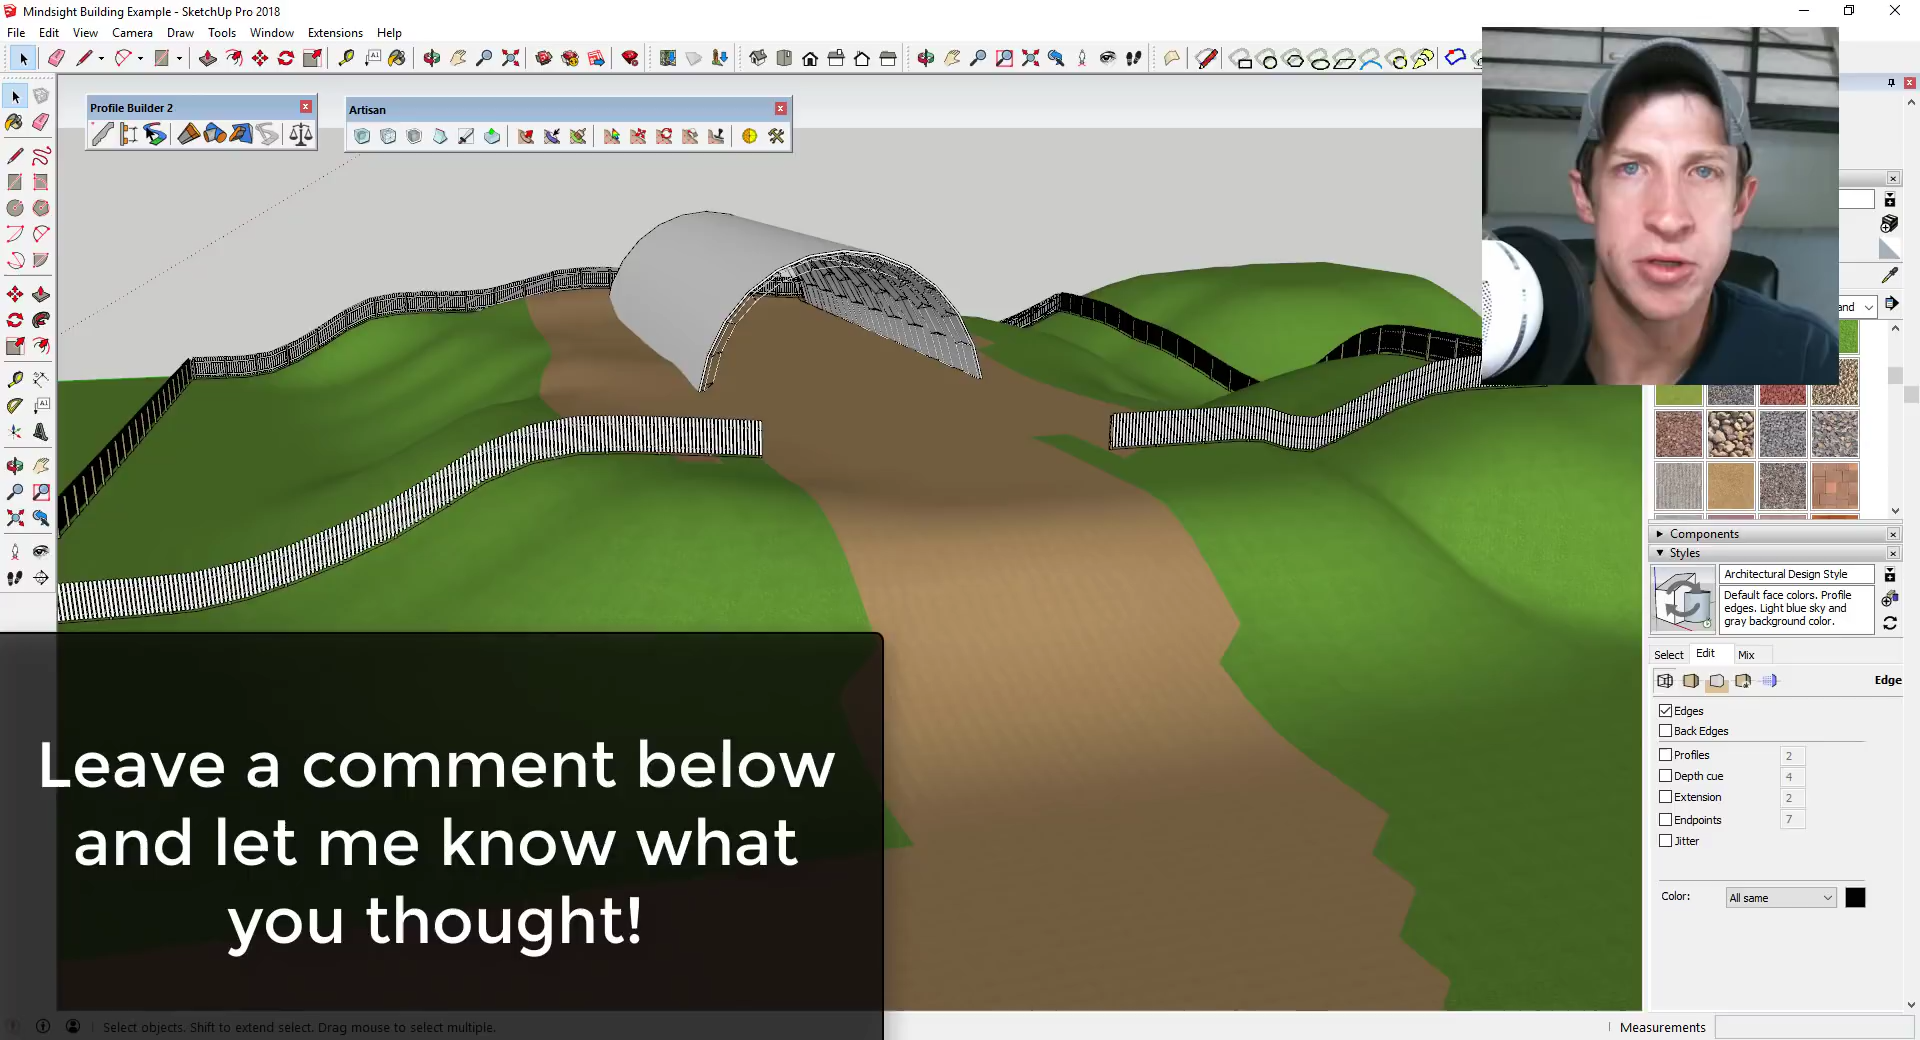 Mindsight Building Example - SketchUp Pro 2018
File Edit View Camera Draw Tools Window Extensions Help
Profile Builder 2
Artisan
and
Components
Styles
Architectural Design Style
Default face colors. Profile
edges. Light blue sky and
gray background color.
Select Edit Mix
Edge
Edges
Back Edges
Profiles 2
Depth cue 4
Extension 2
Endpoints 7
Jitter
Color: All same
Leave a comment below
and let me know what
you thought!
Select objects. Shift to extend select. Drag mouse to select multiple.
Measurements